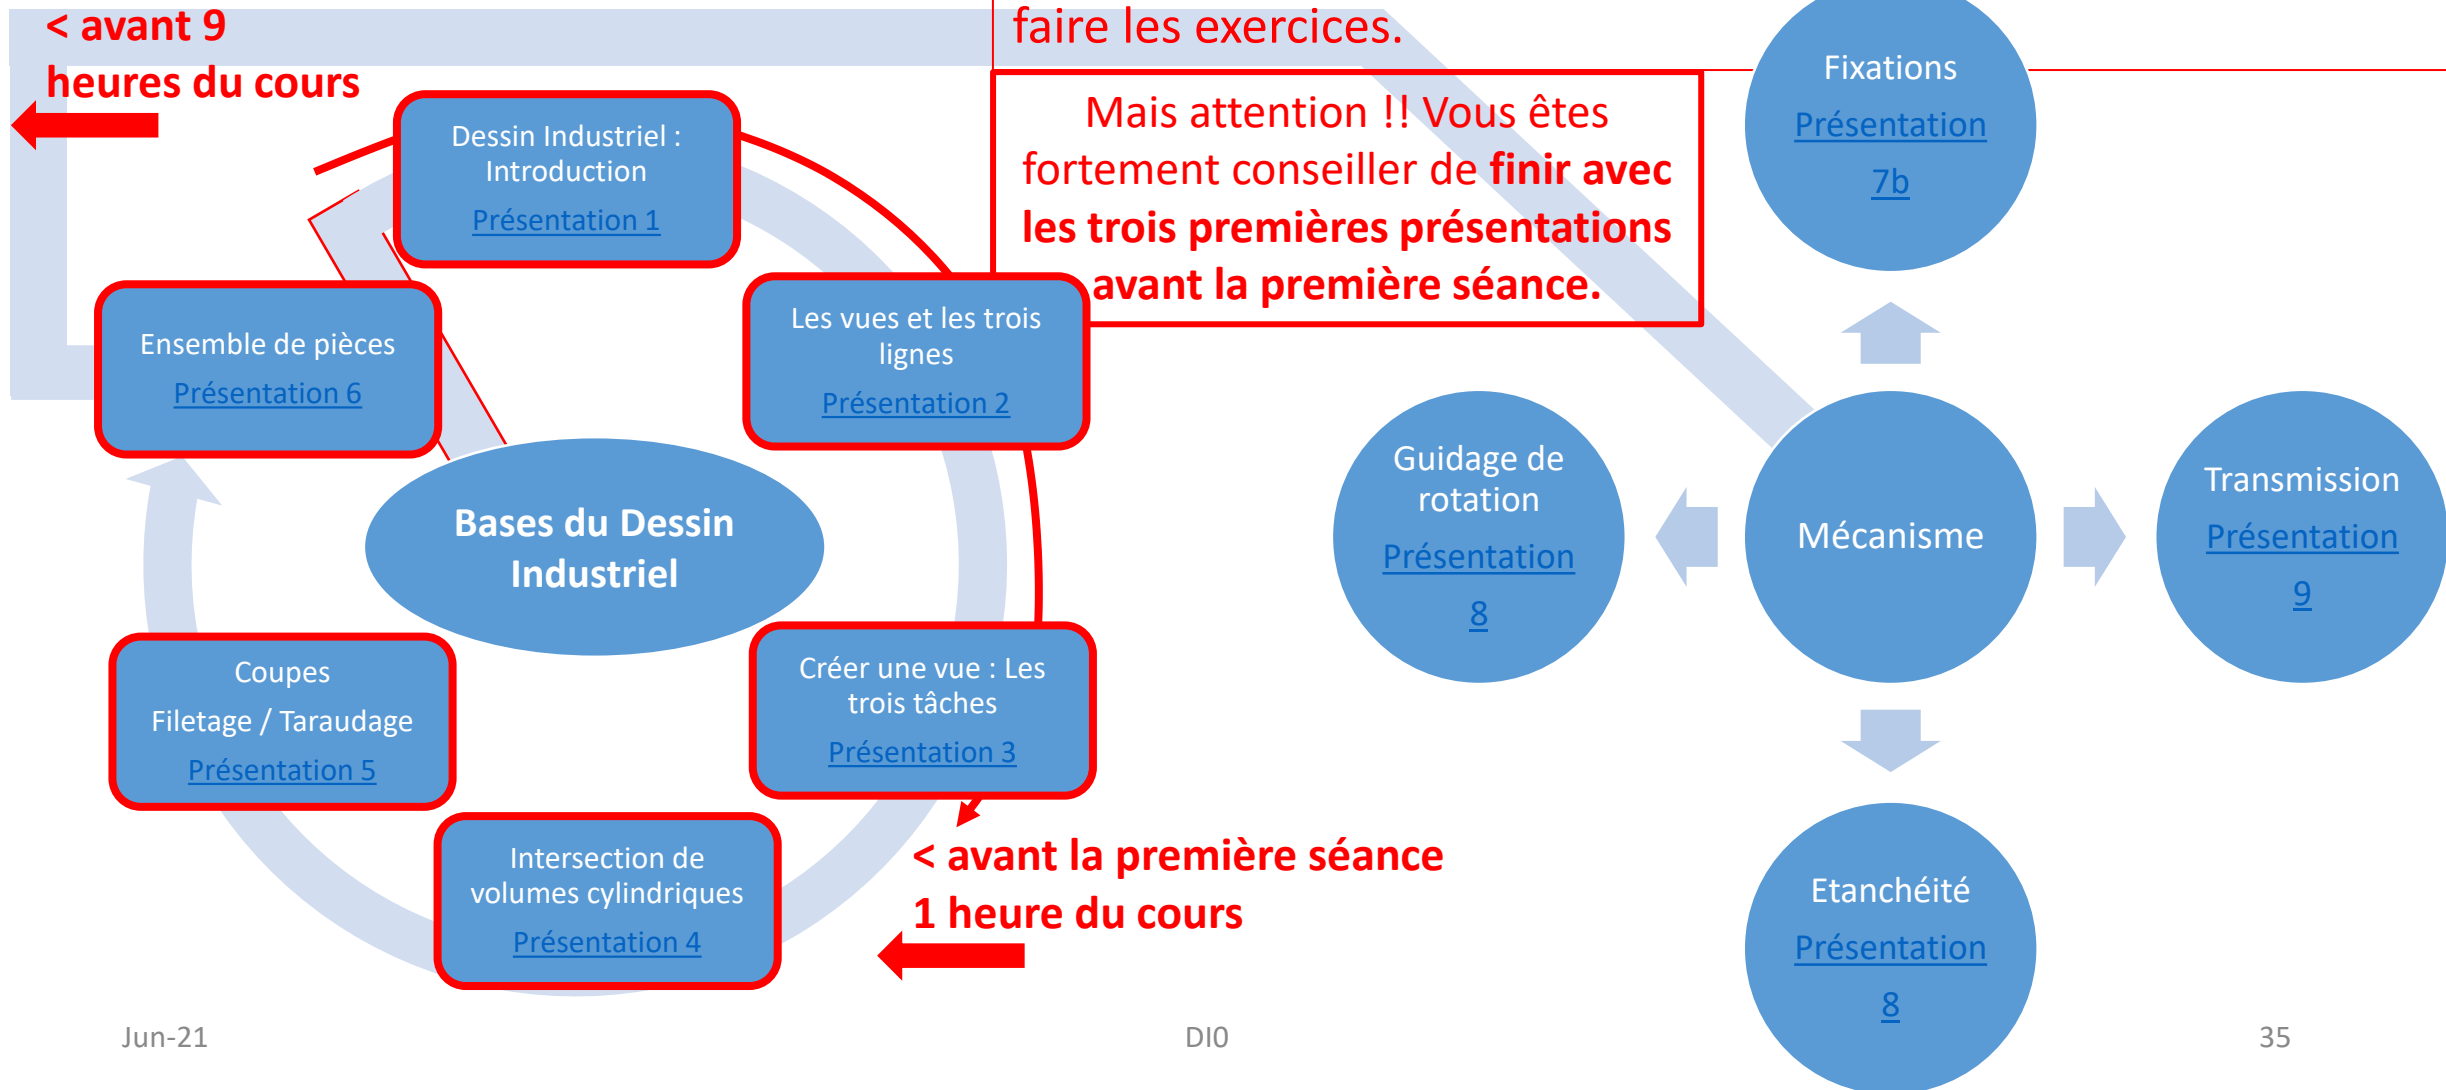 < avant 9
heures du cours
faire les exercices.
Mais attention !! Vous êtes
fortement conseiller de finir avec
les trois premières présentations
avant la première séance.
Dessin Industriel :
Introduction
Présentation 1
Les vues et les trois
lignes
Présentation 2
Créer une vue : Les
trois tâches
Présentation 3
Intersection de
volumes cylindriques
Présentation 4
Coupes
Filetage / Taraudage
Présentation 5
Ensemble de pièces
Présentation 6
Bases du Dessin
Industriel
< avant la première séance
1 heure du cours
Fixations
Présentation
7b
Guidage de
rotation
Présentation
8
Mécanisme
Transmission
Présentation
9
Etanchéité
Présentation
8
Jun-21
DI0
35